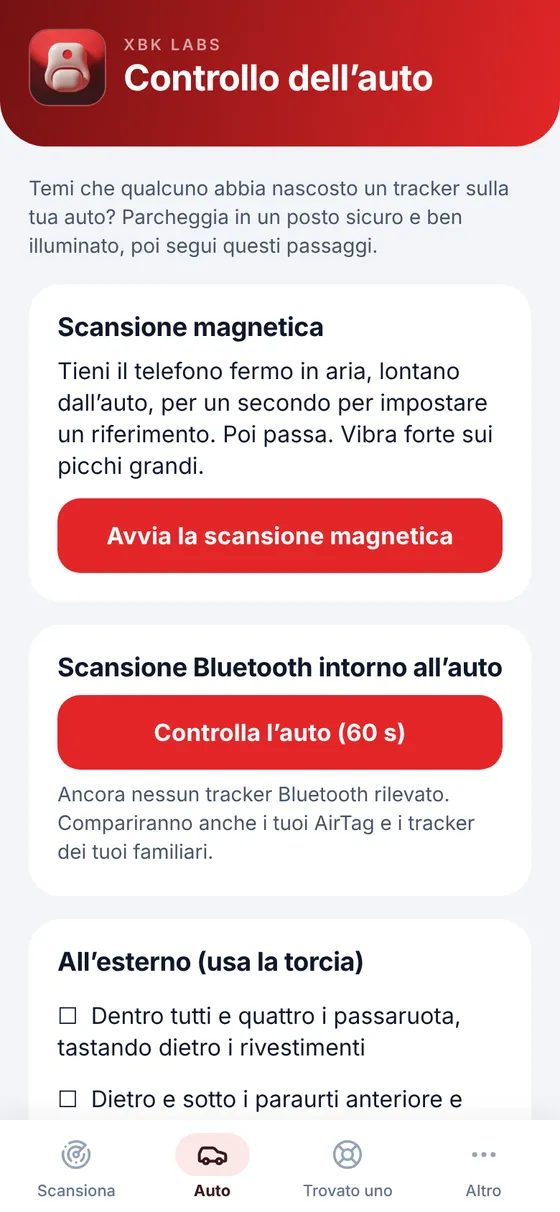 XBK LABS
Controllo dell’auto
Temi che qualcuno abbia nascosto un tracker sulla
tua auto? Parcheggia in un posto sicuro e ben
illuminato, poi segui questi passaggi.
Scansione magnetica
Tieni il telefono fermo in aria, lontano
dall’auto, per un secondo per impostare
un riferimento. Poi passa. Vibra forte sui
picchi grandi.
Avvia la scansione magnetica
Scansione Bluetooth intorno all’auto
Controlla l’auto (60 s)
Ancora nessun tracker Bluetooth rilevato.
Compariranno anche i tuoi AirTag e i tracker
dei tuoi familiari.
All’esterno (usa la torcia)
☐ Dentro tutti e quattro i passaruota,
tastando dietro i rivestimenti
☐ Dietro e sotto i paraurti anteriore e
Scansiona
Auto
Trovato uno
Altro